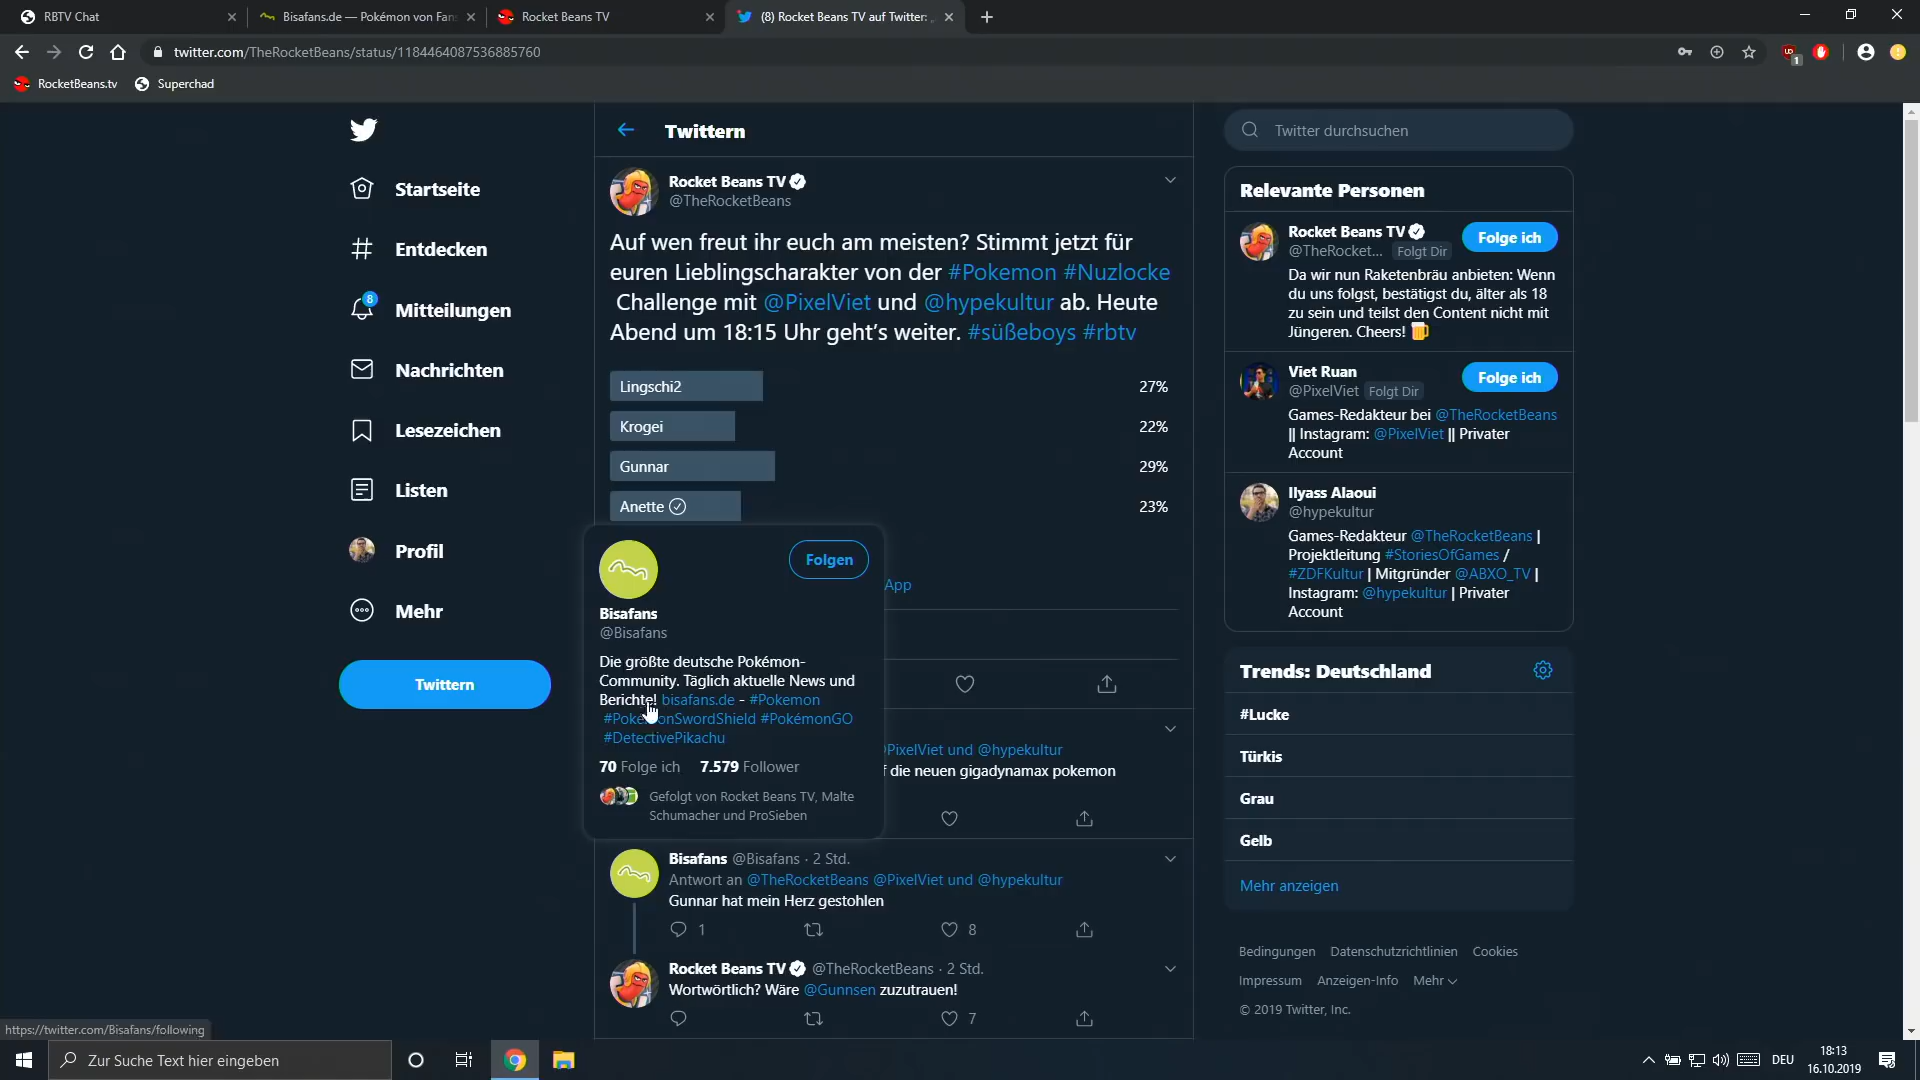 RBTV Chat
Bisafans.de — Pokémon von Fans
Rocket Beans TV
(8) Rocket Beans TV auf Twitter:
twitter.com/TheRocketBeans/status/1184464087536885760
1
RocketBeans.tv
Superchad
Startseite
Entdecken
8
Mitteilungen
Nachrichten
Lesezeichen
Listen
Profil
Mehr
Twittern
Twittern
Rocket Beans TV
@TheRocketBeans
Auf wen freut ihr euch am meisten? Stimmt jetzt für
euren Lieblingscharakter von der #Pokemon #Nuzlocke
Challenge mit @PixelViet und @hypekultur ab. Heute
Abend um 18:15 Uhr geht’s weiter. #süßeboys #rbtv
Lingschi2 27%
Krogei 22%
Gunnar 29%
Anette 23%
App
Folgen
Bisafans
@Bisafans
Die größte deutsche Pokémon-
Community. Täglich aktuelle News und
Berichte! bisafans.de - #Pokemon
#PokemonSwordShield #PokémonGO
#DetectivePikachu
70 Folge ich 7.579 Follower
Gefolgt von Rocket Beans TV, Malte
Schumacher und ProSieben
@PixelViet und @hypekultur
die neuen gigadynamax pokemon
Bisafans @Bisafans · 2 Std.
Antwort an @TheRocketBeans @PixelViet und @hypekultur
Gunnar hat mein Herz gestohlen
1 8
Rocket Beans TV @TheRocketBeans · 2 Std.
Wortwörtlich? Wäre @Gunnsen zuzutrauen!
7
Twitter durchsuchen
Relevante Personen
Rocket Beans TV
@TheRocket... Folgt Dir
Folge ich
Da wir nun Raketenbräu anbieten: Wenn
du uns folgst, bestätigst du, älter als 18
zu sein und teilst den Content nicht mit
Jüngeren. Cheers!
Viet Ruan
@PixelViet Folgt Dir
Folge ich
Games-Redakteur bei @TheRocketBeans
|| Instagram: @PixelViet || Privater
Account
Ilyass Alaoui
@hypekultur
Games-Redakteur @TheRocketBeans |
Projektleitung #StoriesOfGames /
#ZDFKultur | Mitgründer @ABXO_TV |
Instagram: @hypekultur | Privater
Account
Trends: Deutschland
#Lucke
Türkis
Grau
Gelb
Mehr anzeigen
Bedingungen Datenschutzrichtlinien Cookies
Impressum Anzeigen-Info Mehr
© 2019 Twitter, Inc.
https://twitter.com/Bisafans/following
Zur Suche Text hier eingeben
DEU
18:13
16.10.2019